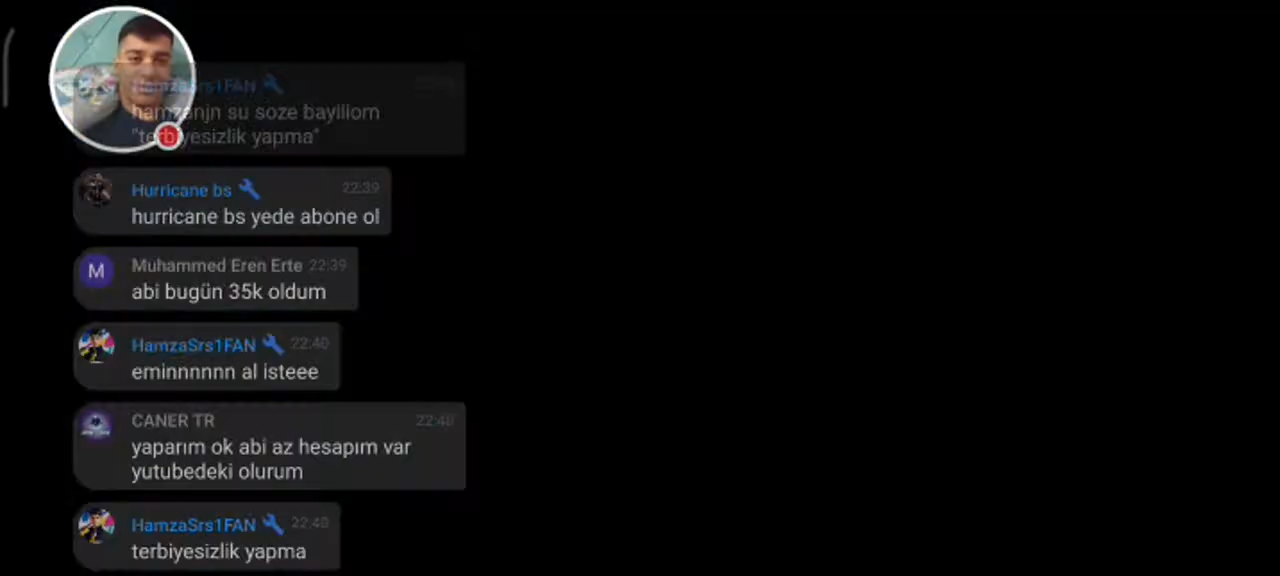 HamzaSrs1FAN
hamzanjn su soze bayiliom
"terbiyesizlik yapma"
Hurricane bs 22:39
hurricane bs yede abone ol
M
Muhammed Eren Erte 22:39
abi bugün 35k oldum
HamzaSrs1FAN 22:40
eminnnnnn al isteee
CANER TR 22:40
yaparım ok abi az hesapım var
yutubedeki olurum
HamzaSrs1FAN 22:40
terbiyesizlik yapma